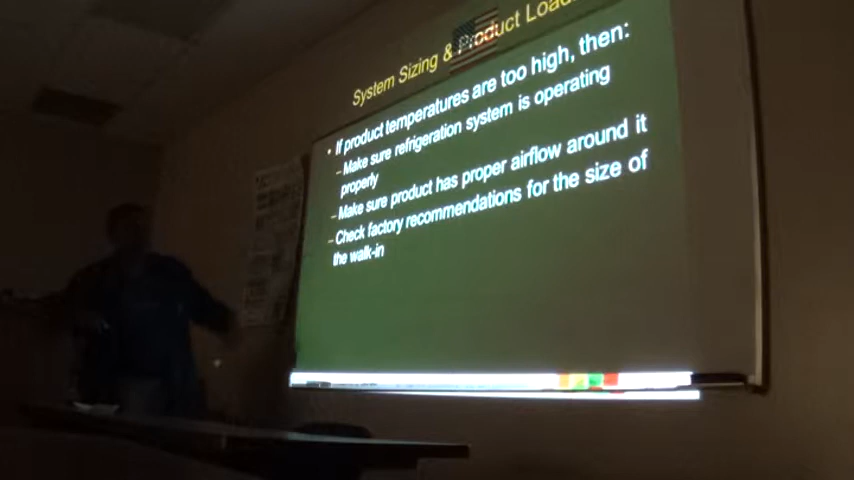 System Sizing & Product Load
• If product temperatures are too high, then:
–Make sure refrigeration system is operating
properly
–Make sure product has proper airflow around it
–Check factory recommendations for the size of
the walk-in